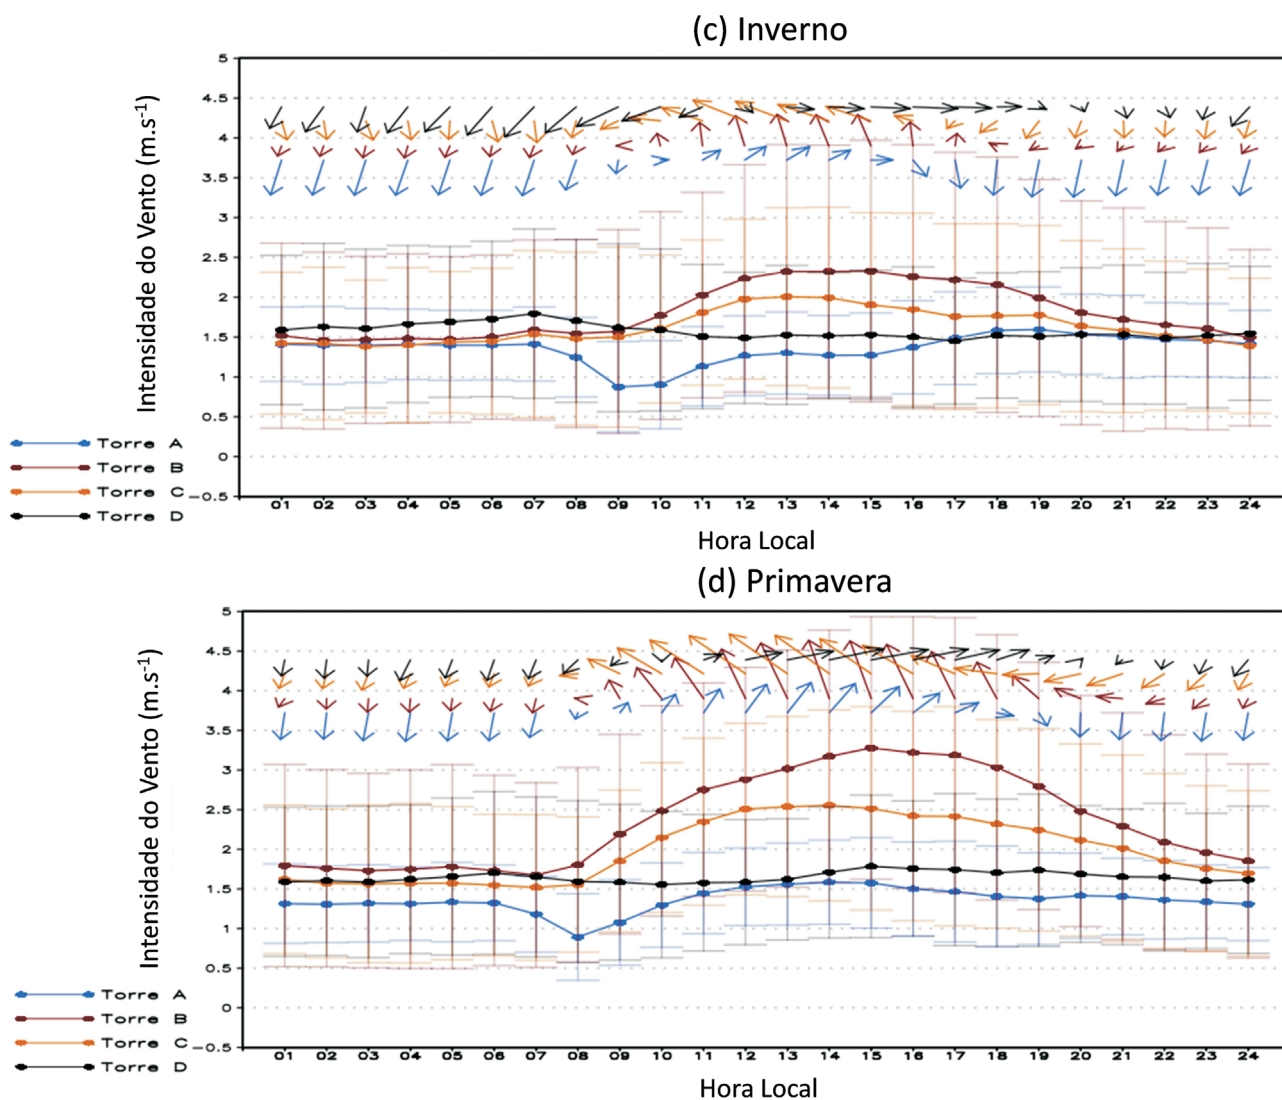 (c) Inverno
Intensidade do Vento (m.s-1)
5
4.5
4
3.5
3
2.5
2
1.5
1
0.5
0
-0.5
01 02 03 04 05 06 07 08 09 10 11 12 13 14 15 16 17 18 19 20 21 22 23 24
Torre A
Torre B
Torre C
Torre D
Hora Local
(d) Primavera
Intensidade do Vento (m.s-1)
5
4.5
4
3.5
3
2.5
2
1.5
1
0.5
0
-0.5
01 02 03 04 05 06 07 08 09 10 11 12 13 14 15 16 17 18 19 20 21 22 23 24
Torre A
Torre B
Torre C
Torre D
Hora Local